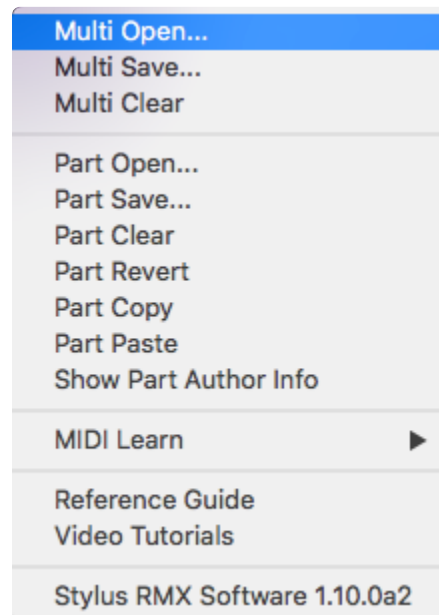 Multi Open...
Multi Save...
Multi Clear
Part Open...
Part Save...
Part Clear
Part Revert
Part Copy
Part Paste
Show Part Author Info
MIDI Learn
Reference Guide
Video Tutorials
Stylus RMX Software 1.10.0a2